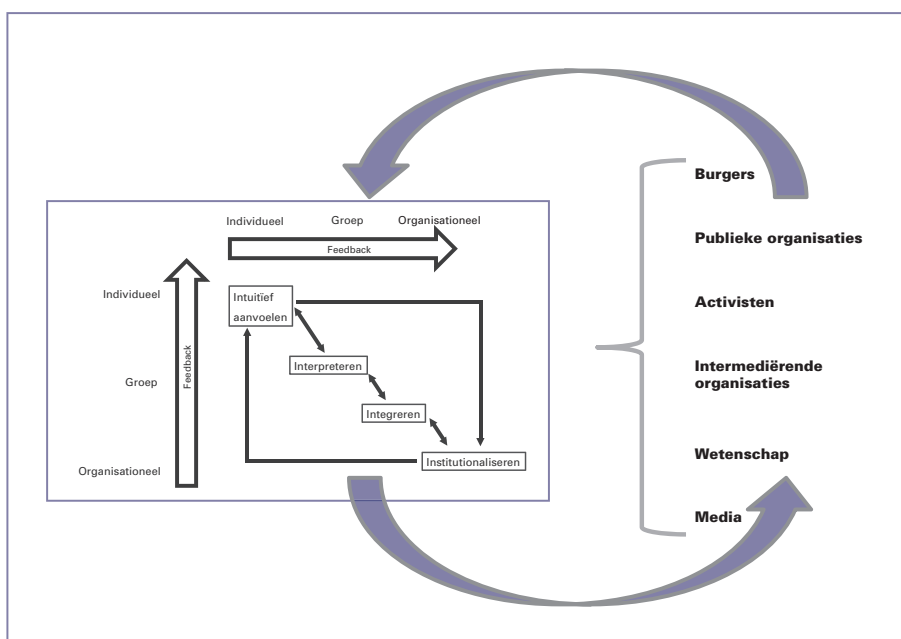 Individueel Groep Organisationeel
Feedback
Individueel
Groep
Organisationeel
Feedback
Intuïtief
aanvoelen
Interpreteren
Integreren
Institutionaliseren
Burgers
Publieke organisaties
Activisten
Intermediërende
organisaties
Wetenschap
Media